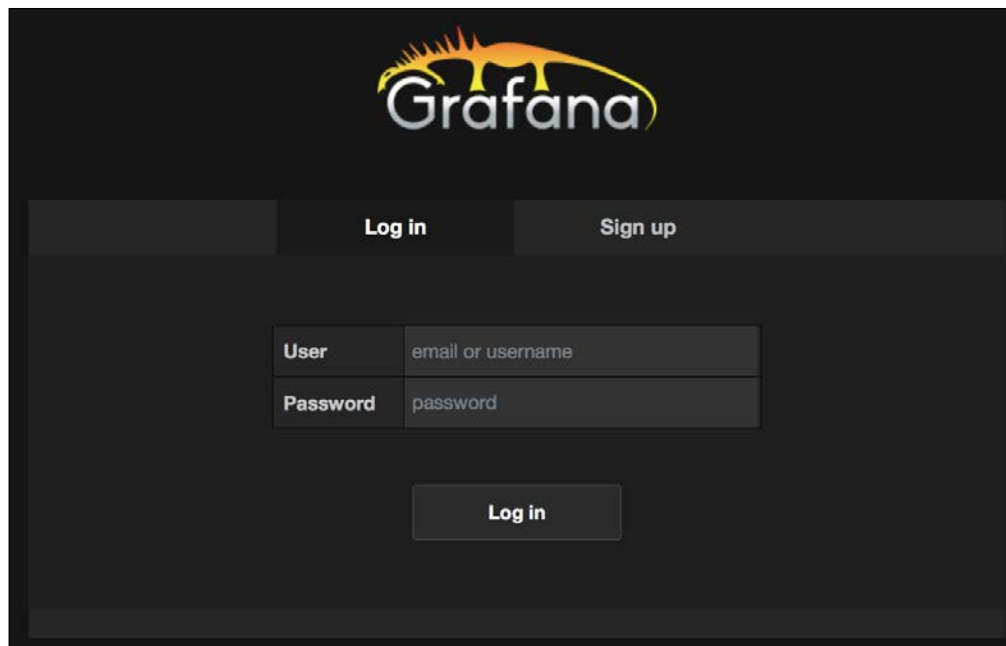 Grafana
Log in Sign up
User email or username
Password password
Log in